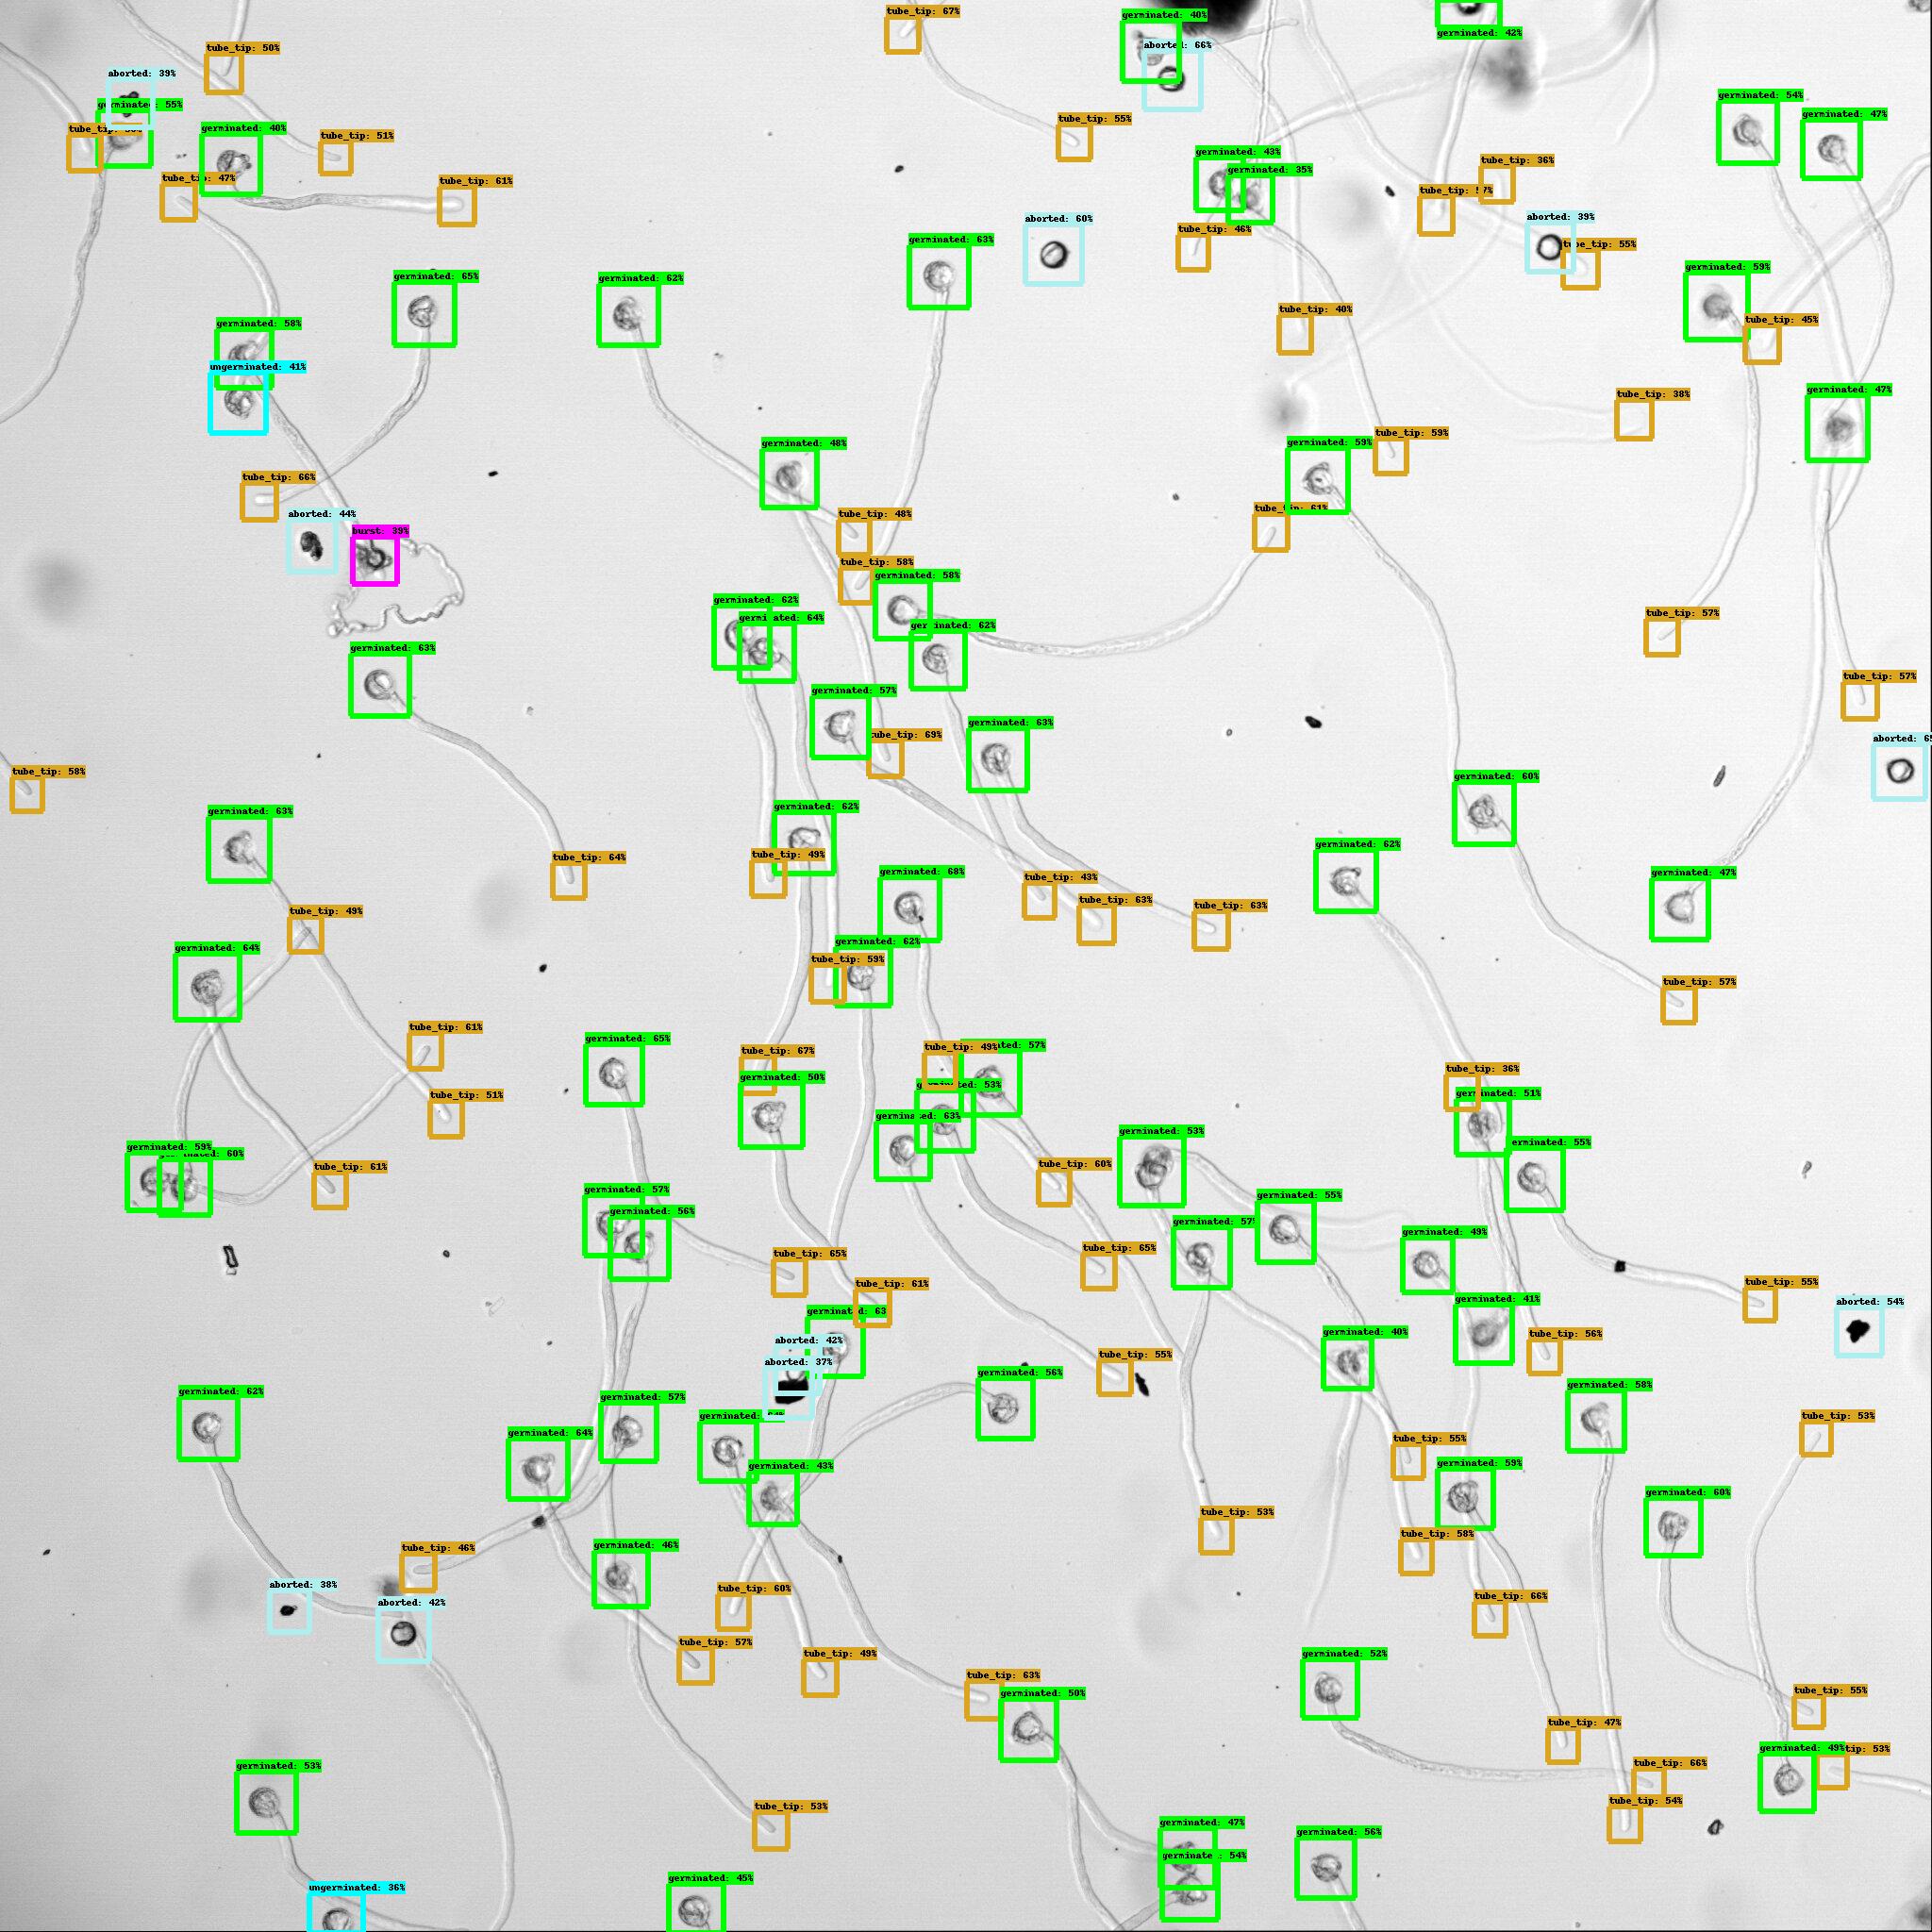 tube_tip: 67%
germinated: 40%
germinated: 42%
aborted: 66%
tube_tip: 50%
aborted: 39%
germinated: 55%
germinated: 54%
germinated: 47%
tube_tip: 55%
germinated: 40%
tube_tip: 51%
germinated: 43%
germinated: 35%
tube_tip: 36%
tube_tip: 47%
tube_tip: 61%
aborted: 60%
aborted: 39%
tube_tip: 46%
germinated: 63%
tube_tip: 55%
germinated: 59%
germinated: 65%
germinated: 62%
tube_tip: 40%
tube_tip: 45%
germinated: 58%
ungerminated: 41%
germinated: 47%
tube_tip: 38%
tube_tip: 59%
germinated: 48%
germinated: 59%
tube_tip: 66%
aborted: 44%
tube_tip: 48%
burst: 39%
tube_tip: 58%
germinated: 58%
germinated: 62%
germinated: 62%
tube_tip: 57%
germinated: 63%
tube_tip: 57%
germinated: 57%
germinated: 63%
tube_tip: 69%
tube_tip: 58%
germinated: 60%
germinated: 63%
germinated: 62%
germinated: 62%
tube_tip: 49%
tube_tip: 64%
germinated: 68%
tube_tip: 43%
germinated: 47%
tube_tip: 63%
tube_tip: 63%
tube_tip: 49%
germinated: 64%
germinated: 62%
tube_tip: 59%
tube_tip: 57%
tube_tip: 61%
germinated: 65%
tube_tip: 67%
tube_tip: 49%
germinated: 50%
tube_tip: 36%
tube_tip: 51%
germinated: 51%
germinated: 63%
germinated: 53%
germinated: 55%
germinated: 59%
tube_tip: 61%
tube_tip: 60%
germinated: 57%
germinated: 56%
germinated: 55%
germinated: 57%
germinated: 49%
tube_tip: 65%
tube_tip: 65%
tube_tip: 61%
tube_tip: 55%
germinated: 41%
aborted: 54%
aborted: 42%
aborted: 37%
germinated: 40%
tube_tip: 56%
tube_tip: 55%
germinated: 56%
germinated: 58%
germinated: 62%
germinated: 57%
germinated: 64%
tube_tip: 53%
tube_tip: 55%
germinated: 43%
germinated: 59%
germinated: 60%
tube_tip: 53%
tube_tip: 58%
germinated: 46%
tube_tip: 46%
aborted: 38%
tube_tip: 60%
tube_tip: 66%
aborted: 42%
tube_tip: 57%
tube_tip: 49%
germinated: 52%
tube_tip: 63%
germinated: 50%
tube_tip: 55%
tube_tip: 47%
germinated: 49%
germinated: 53%
tube_tip: 66%
tube_tip: 54%
tube_tip: 53%
germinated: 47%
germinated: 56%
germinated: 45%
ungerminated: 36%